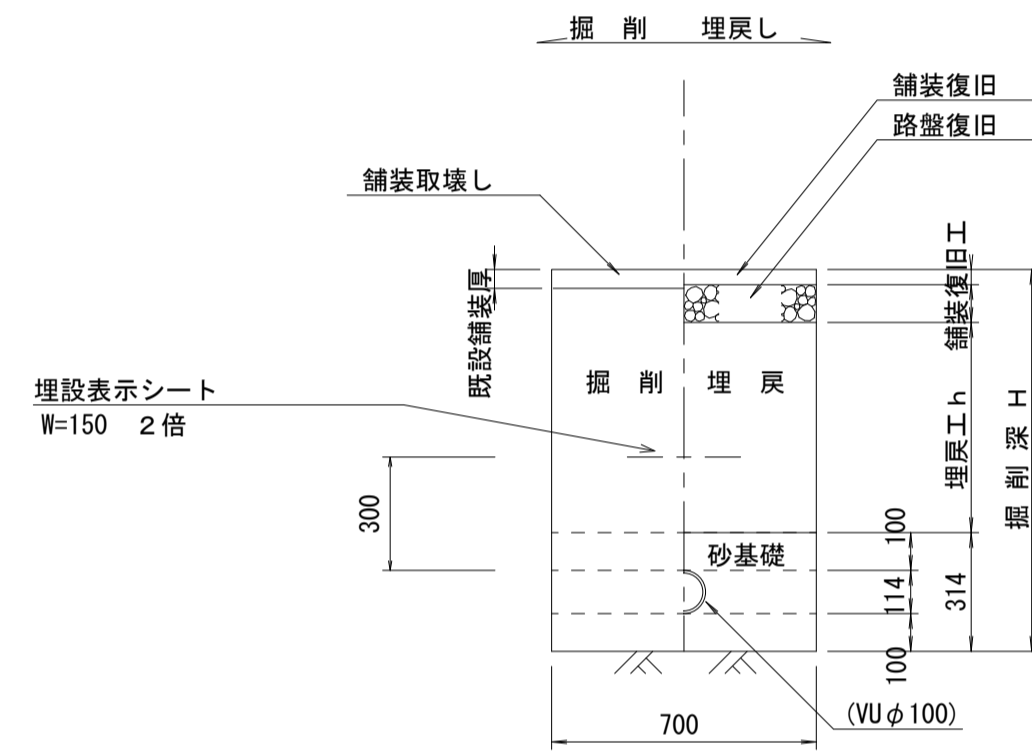 掘 削 埋戻し
舗装復旧
路盤復旧
舗装取壊し
既設舗装厚
舗装復旧工
埋設表示シート
W=150 2倍
掘 削 埋 戻
埋戻工h
掘削深 H
300
砂基礎
100
114
100
314
700
(VUφ100)